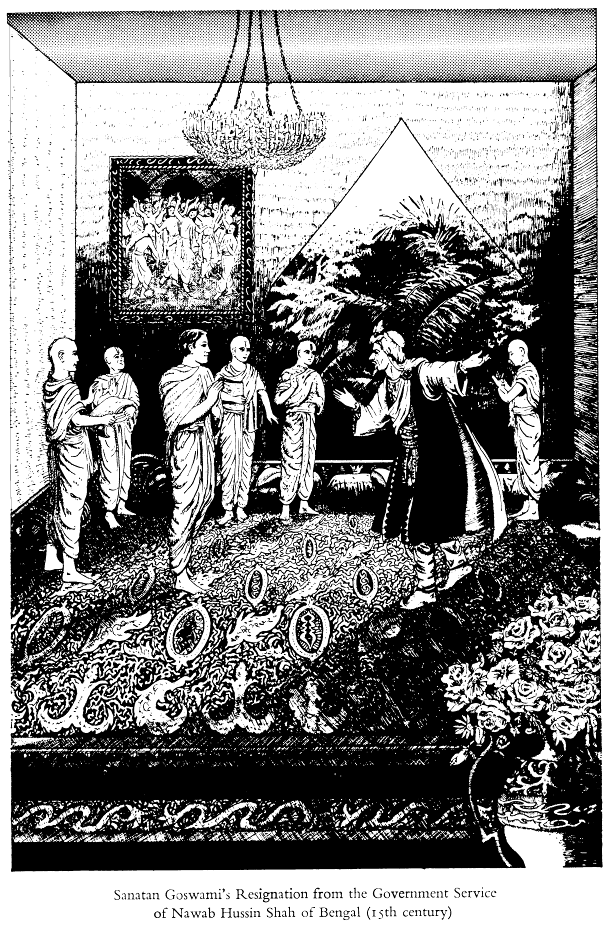 Sanatan Goswami's Resignation from the Government Service
of Nawab Hussin Shah of Bengal (15th century)